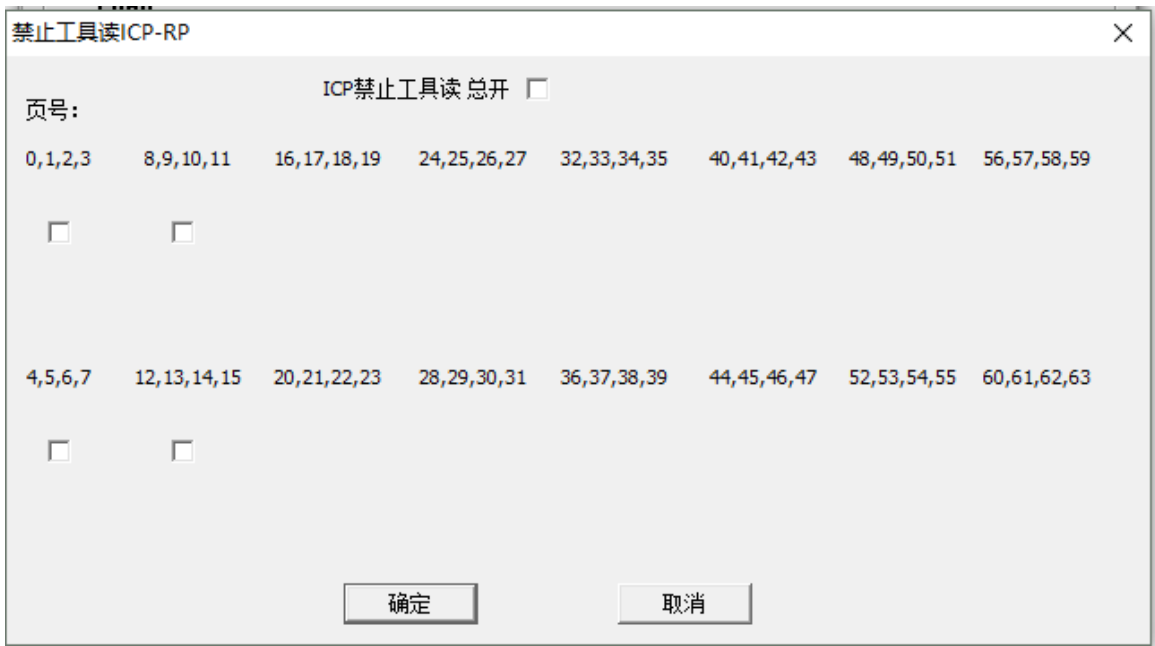 禁止工具读ICP-RP
ICP禁止工具读 总开
页号:
0,1,2,3 8,9,10,11 16,17,18,19 24,25,26,27 32,33,34,35 40,41,42,43 48,49,50,51 56,57,58,59
4,5,6,7 12,13,14,15 20,21,22,23 28,29,30,31 36,37,38,39 44,45,46,47 52,53,54,55 60,61,62,63
确定 取消